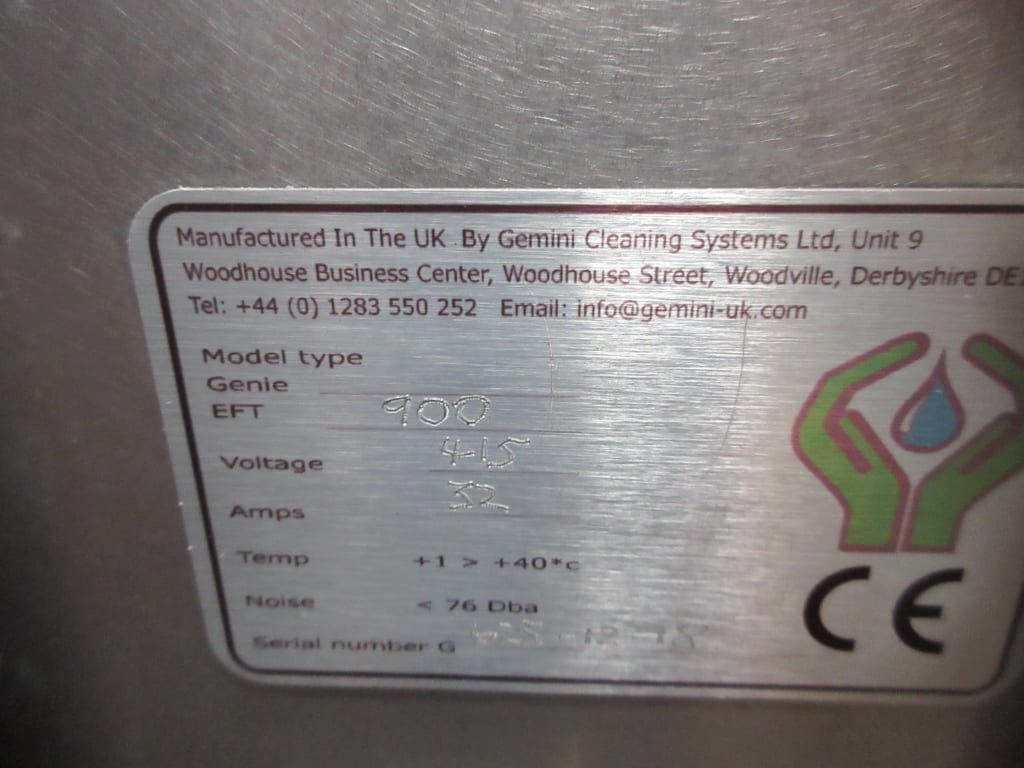 Manufactured In The UK By Gemini Cleaning Systems Ltd, Unit 9
Woodhouse Business Center, Woodhouse Street, Woodville, Derbyshire DE
Tel: +44 (0) 1283 550 252 Email: info@gemini-uk.com
Model type
Genie
EFT 900
Voltage 415
Amps 32
Temp +1 > +40*c
Noise < 76 Dba
Serial number G
CE